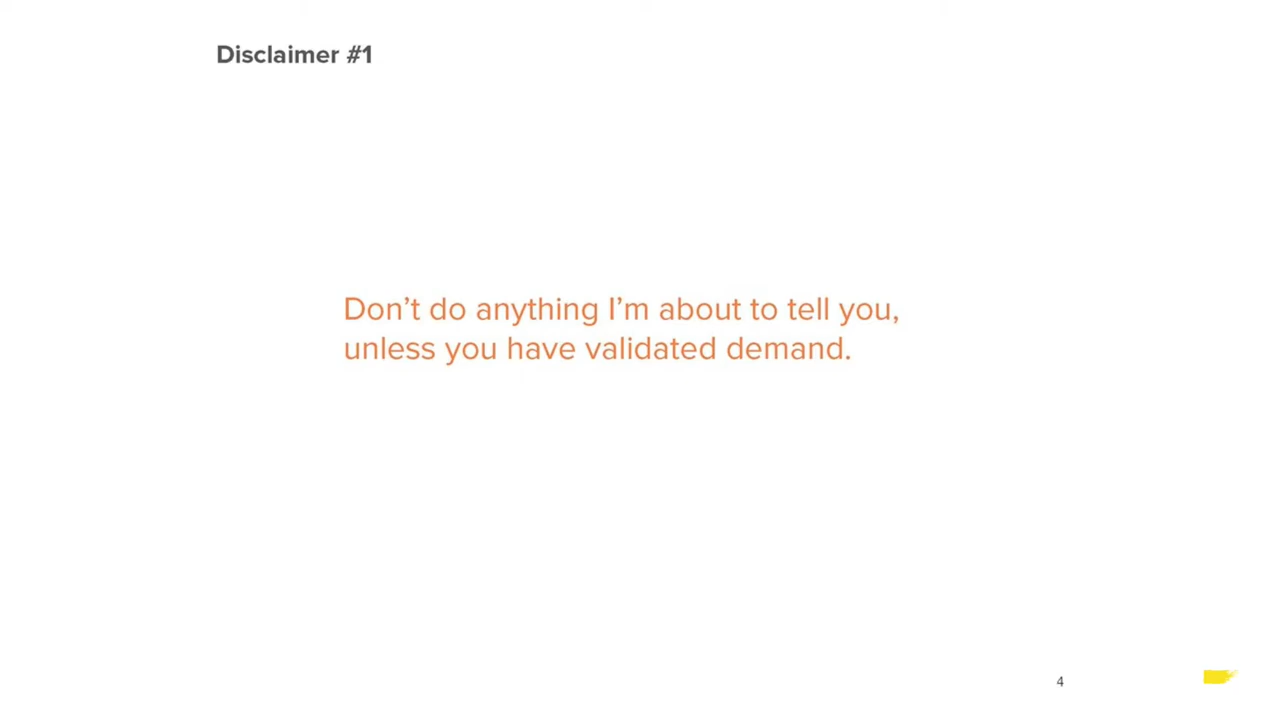 Disclaimer #1
Don’t do anything I’m about to tell you,
unless you have validated demand.
4